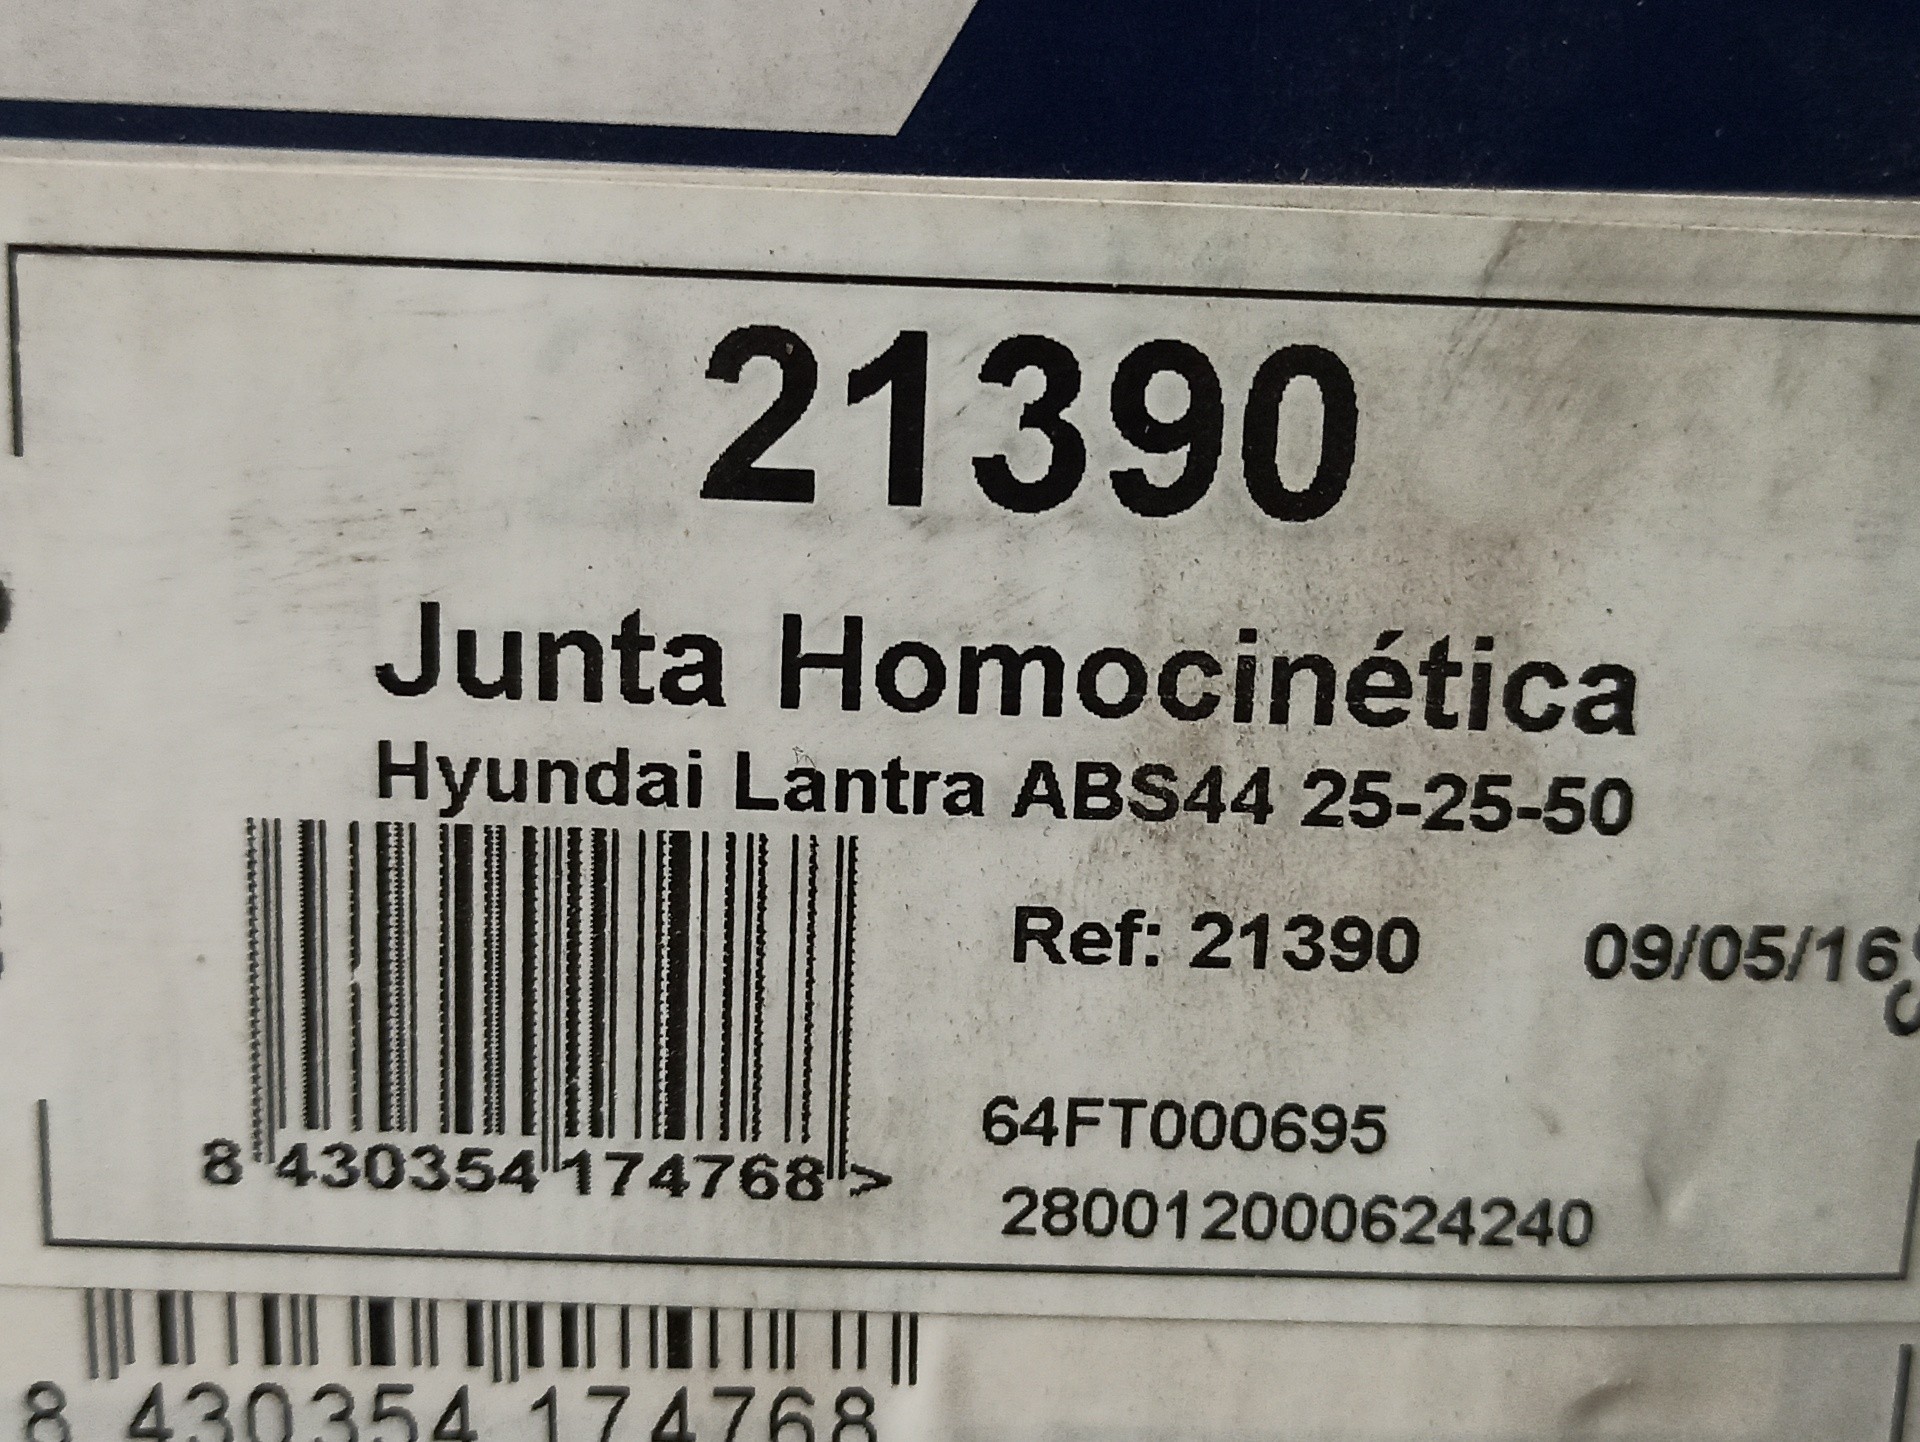 21390
Junta Homocinética
Hyundai Lantra ABS44 25-25-50
Ref: 21390 09/05/16
64FT000695
8 430354 174768 >
280012000624240
8 430354 174768